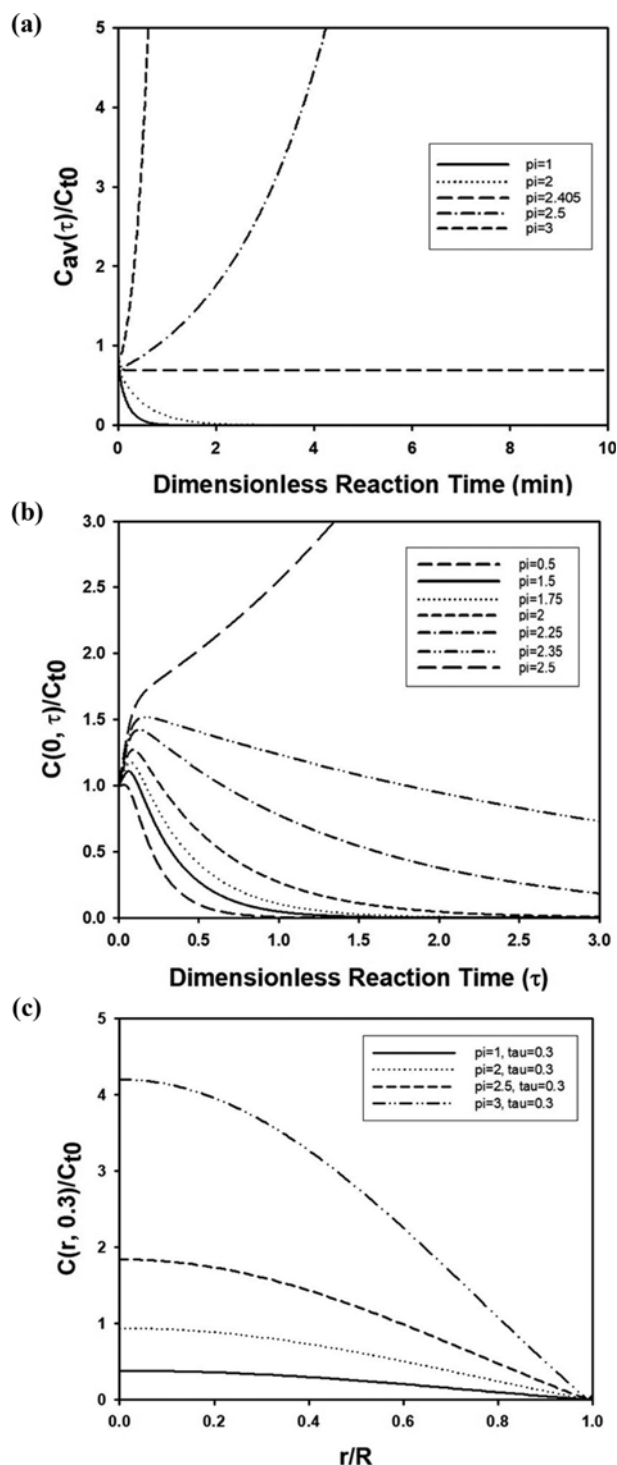 (a)
5
4
3
2
1
0
Cav(τ)/Ct0
pi=1
pi=2
pi=2.405
pi=2.5
pi=3
0 2 4 6 8 10
Dimensionless Reaction Time (min)
(b)
3.0
2.5
2.0
1.5
1.0
0.5
0.0
C(0, τ)/Ct0
pi=0.5
pi=1.5
pi=1.75
pi=2
pi=2.25
pi=2.35
pi=2.5
0.0 0.5 1.0 1.5 2.0 2.5 3.0
Dimensionless Reaction Time (τ)
(c)
5
4
3
2
1
0
C(r, 0.3)/Ct0
pi=1, tau=0.3
pi=2, tau=0.3
pi=2.5, tau=0.3
pi=3, tau=0.3
0.0 0.2 0.4 0.6 0.8 1.0
r/R